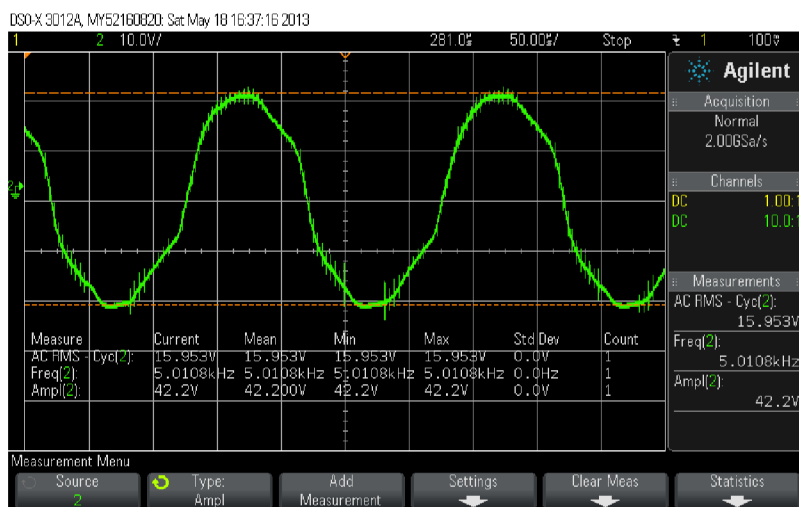 DSO-X 3012A, MY52160820: Sat May 18 16:37:16 2013
1 2 10.0V/ 281.0s 50.00s/ Stop 1 100V
Agilent
Acquisition
Normal
2.00GSa/s
Channels
DC 1.00:1
DC 10.0:1
Measurements
AC RMS - Cyc(2):
15.953V
Freq(2):
5.0108kHz
Ampl(2):
42.2V
2
Measure Current Mean Min Max Std Dev Count
AC RMS - Cyc(2): 15.953V 15.953V 15.953V 15.953V 0.0V 1
Freq(2): 5.0108kHz 5.0108kHz 5.0108kHz 5.0108kHz 0.0Hz 1
Ampl(2): 42.2V 42.200V 42.2V 42.2V 0.0V 1
Measurement Menu
Source Type: Add Settings Clear Meas Statistics
2 Ampl Measurement